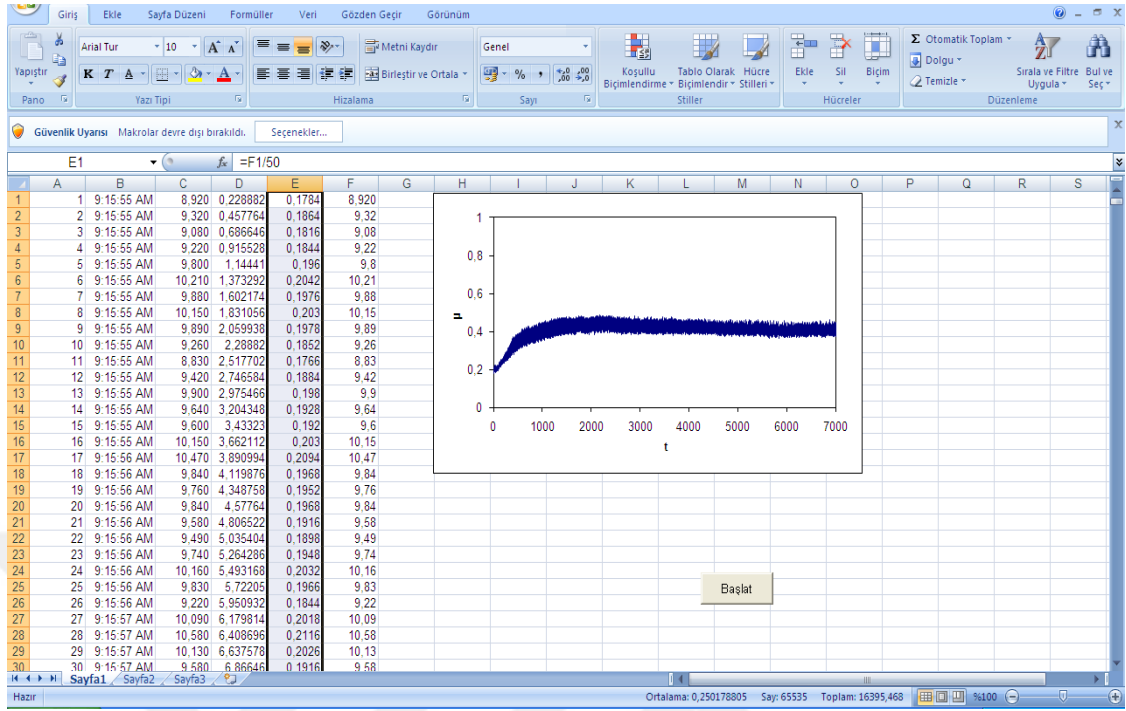 Giriş Ekle Sayfa Düzeni Formüller Veri Gözden Geçir Görünüm
Yapıştır
Pano
Arial Tur 10
K T A
Yazı Tipi
Metni Kaydır
Birleştir ve Ortala
Hizalama
Genel
% ,00
Sayı
Koşullu Biçimlendirme
Tablo Olarak Biçimlendir
Hücre Stilleri
Stiller
Ekle Sil Biçim
Hücreler
Σ Otomatik Toplam
Dolgu
Temizle
Sırala ve Filtre Uygula
Bul ve Seç
Düzenleme
Güvenlik Uyarısı Makrolar devre dışı bırakıldı. Seçenekler...
E1 fx =F1/50
A B C D E F G H I J K L M N O P Q R S
1 1 9:15:55 AM 8,920 0,228882 0,1784 8,920
2 2 9:15:55 AM 9,320 0,457764 0,1864 9,32
3 3 9:15:55 AM 9,080 0,686646 0,1816 9,08
4 4 9:15:55 AM 9,220 0,915528 0,1844 9,22
5 5 9:15:55 AM 9,800 1,14441 0,196 9,8
6 6 9:15:55 AM 10,210 1,373292 0,2042 10,21
7 7 9:15:55 AM 9,880 1,602174 0,1976 9,88
8 8 9:15:55 AM 10,150 1,831056 0,203 10,15
9 9 9:15:55 AM 9,890 2,059938 0,1978 9,89
10 10 9:15:55 AM 9,260 2,28882 0,1852 9,26
11 11 9:15:55 AM 8,830 2,517702 0,1766 8,83
12 12 9:15:55 AM 9,420 2,746584 0,1884 9,42
13 13 9:15:55 AM 9,900 2,975466 0,198 9,9
14 14 9:15:55 AM 9,640 3,204348 0,1928 9,64
15 15 9:15:55 AM 9,600 3,43323 0,192 9,6
16 16 9:15:55 AM 10,150 3,662112 0,203 10,15
17 17 9:15:56 AM 10,470 3,890994 0,2094 10,47
18 18 9:15:56 AM 9,840 4,119876 0,1968 9,84
19 19 9:15:56 AM 9,760 4,348758 0,1952 9,76
20 20 9:15:56 AM 9,840 4,57764 0,1968 9,84
21 21 9:15:56 AM 9,580 4,806522 0,1916 9,58
22 22 9:15:56 AM 9,490 5,035404 0,1898 9,49
23 23 9:15:56 AM 9,740 5,264286 0,1948 9,74
24 24 9:15:56 AM 10,160 5,493168 0,2032 10,16
25 25 9:15:56 AM 9,830 5,72205 0,1966 9,83
26 26 9:15:56 AM 9,220 5,950932 0,1844 9,22
27 27 9:15:57 AM 10,090 6,179814 0,2018 10,09
28 28 9:15:57 AM 10,580 6,408696 0,2116 10,58
29 29 9:15:57 AM 10,130 6,637578 0,2026 10,13
30 30 9:15:57 AM 9,580 6,86646 0,1916 9,58
1
0,8
0,6
0,4
0,2
0
μ
0 1000 2000 3000 4000 5000 6000 7000
t
Başlat
Sayfa1 Sayfa2 Sayfa3
Hazır Ortalama: 0,250178805 Say: 65535 Toplam: 16395,468 %100